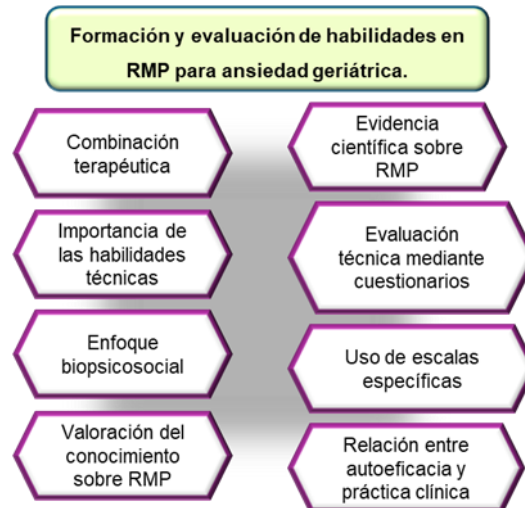 Formación y evaluación de habilidades en
RMP para ansiedad geriátrica.
Combinación
terapéutica
Evidencia
científica sobre
RMP
Importancia de
las habilidades
técnicas
Evaluación
técnica mediante
cuestionarios
Enfoque
biopsicosocial
Uso de escalas
específicas
Valoración del
conocimiento
sobre RMP
Relación entre
autoeficacia y
práctica clínica